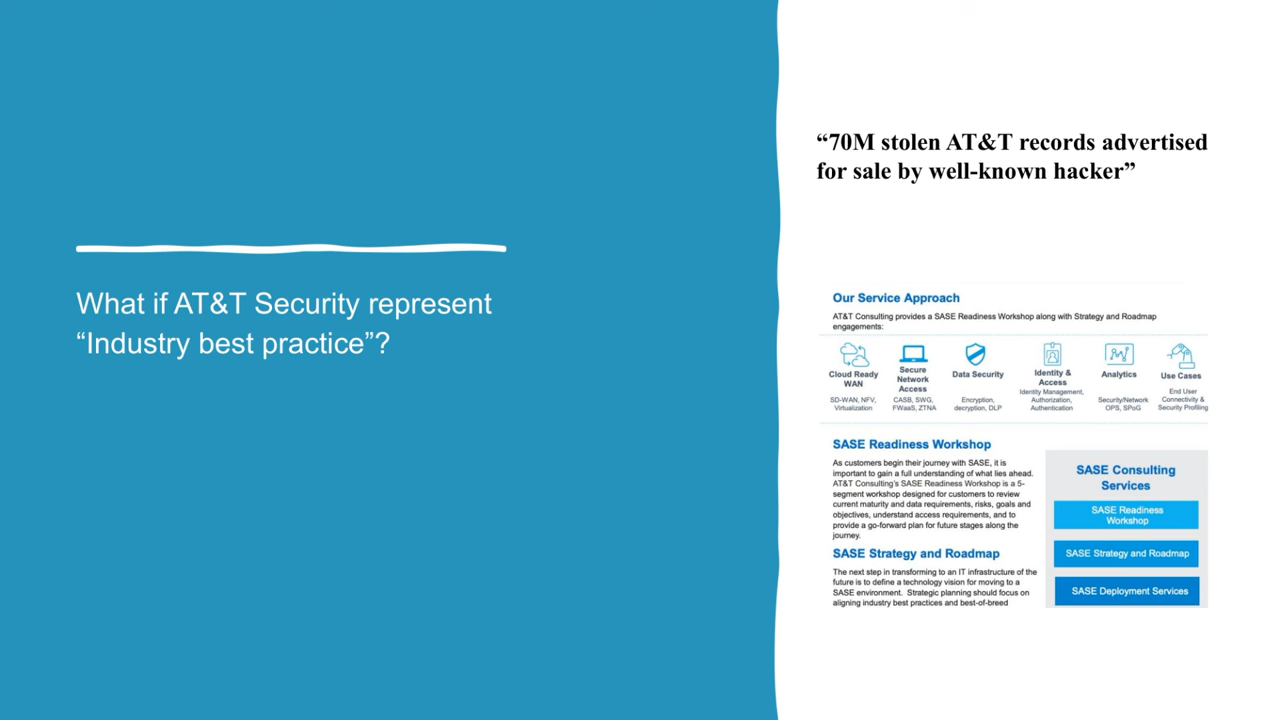 What if AT&T Security represent
“Industry best practice”?
“70M stolen AT&T records advertised
for sale by well-known hacker”
Our Service Approach
AT&T Consulting provides a SASE Readiness Workshop along with Strategy and Roadmap
engagements:
Cloud Ready
WAN
SD-WAN, NFV,
Virtualization
Secure
Network
Access
CASB, SWG,
FWaaS, ZTNA
Data Security
Encryption,
decryption, DLP
Identity &
Access
Identity Management,
Authorization,
Authentication
Analytics
Security/Network
OPS, SPoG
Use Cases
End User
Connectivity &
Security Profiling
SASE Readiness Workshop
As customers begin their journey with SASE, it is
important to gain a full understanding of what lies ahead.
AT&T Consulting's SASE Readiness Workshop is a 5-
segment workshop designed for customers to review
current maturity and data requirements, risks, goals and
objectives, understand access requirements, and to
provide a go-forward plan for future stages along the
journey.
SASE Strategy and Roadmap
The next step in transforming to an IT infrastructure of the
future is to define a technology vision for moving to a
SASE environment. Strategic planning should focus on
aligning industry best practices and best-of-breed
SASE Consulting
Services
SASE Readiness
Workshop
SASE Strategy and Roadmap
SASE Deployment Services